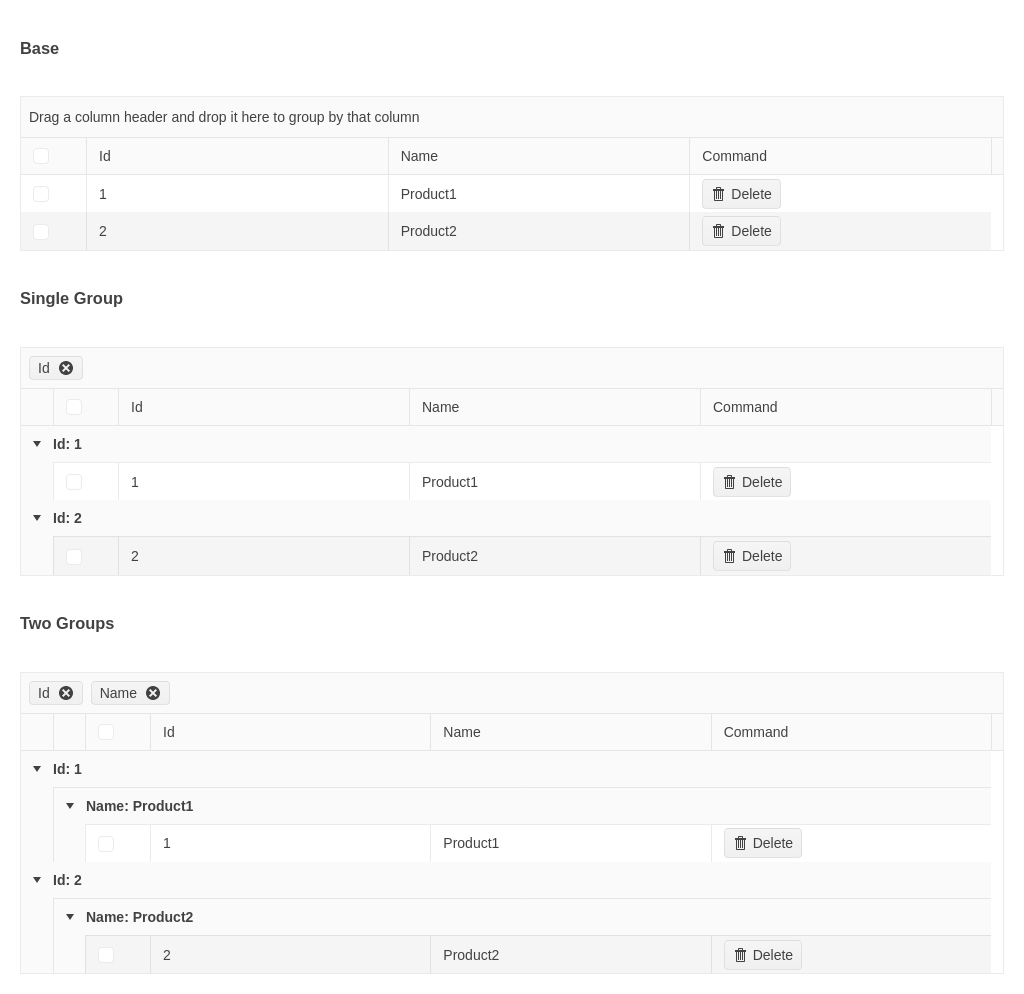 Base
Drag a column header and drop it here to group by that column
Id Name Command
1 Product1 Delete
2 Product2 Delete
Single Group
Id
Id Name Command
Id: 1
1 Product1 Delete
Id: 2
2 Product2 Delete
Two Groups
Id Name
Id Name Command
Id: 1
Name: Product1
1 Product1 Delete
Id: 2
Name: Product2
2 Product2 Delete